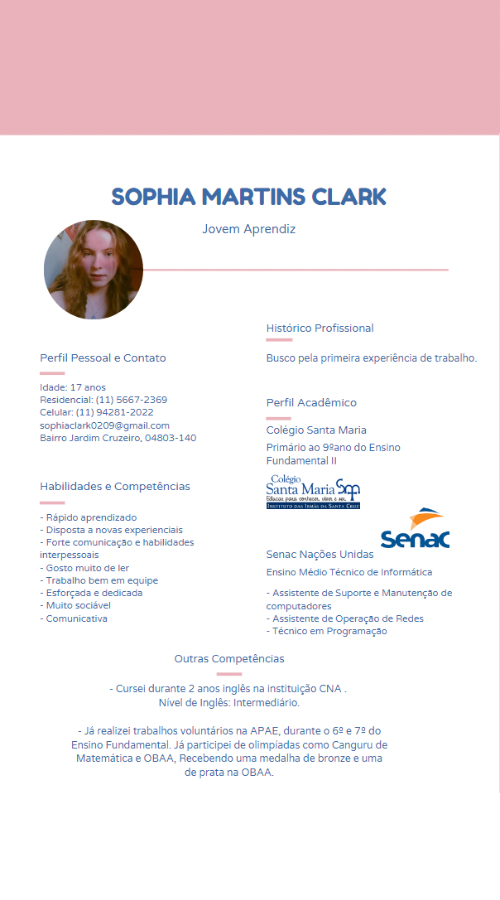 SOPHIA MARTINS CLARK
Jovem Aprendiz
Perfil Pessoal e Contato
Idade: 17 anos
Residencial: (11) 5667-2369
Celular: (11) 94281-2022
sophiaclark0209@gmail.com
Bairro Jardim Cruzeiro, 04803-140
Habilidades e Competências
- Rápido aprendizado
- Disposta a novas experienciais
- Forte comunicação e habilidades
interpessoais
- Gosto muito de ler
- Trabalho bem em equipe
- Esforçada e dedicada
- Muito sociável
- Comunicativa
Histórico Profissional
Busco pela primeira experiência de trabalho.
Perfil Acadêmico
Colégio Santa Maria
Primário ao 9ºano do Ensino
Fundamental II
Colégio
Santa Maria
Educar para conhecer, viver e ser.
INSTITUTO DAS IRMÃS DA SANTA CRUZ
Senac
Senac Nações Unidas
Ensino Médio Técnico de Informática
- Assistente de Suporte e Manutenção de
computadores
- Assistente de Operação de Redes
- Técnico em Programação
Outras Competências
- Cursei durante 2 anos inglês na instituição CNA .
Nível de Inglês: Intermediário.
- Já realizei trabalhos voluntários na APAE, durante o 6º e 7º do
Ensino Fundamental. Já participei de olimpíadas como Canguru de
Matemática e OBAA, Recebendo uma medalha de bronze e uma
de prata na OBAA.